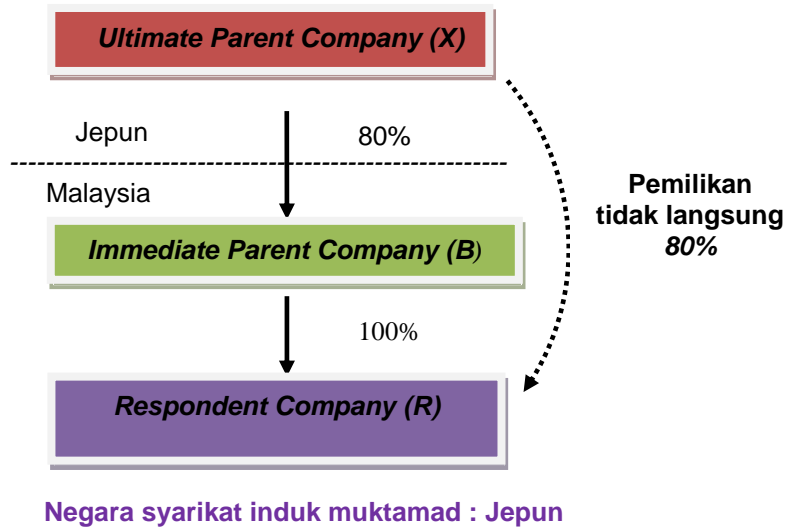 Ultimate Parent Company (X)
Jepun
80%
Malaysia
Pemilikan
tidak langsung
80%
Immediate Parent Company (B)
100%
Respondent Company (R)
Negara syarikat induk muktamad : Jepun